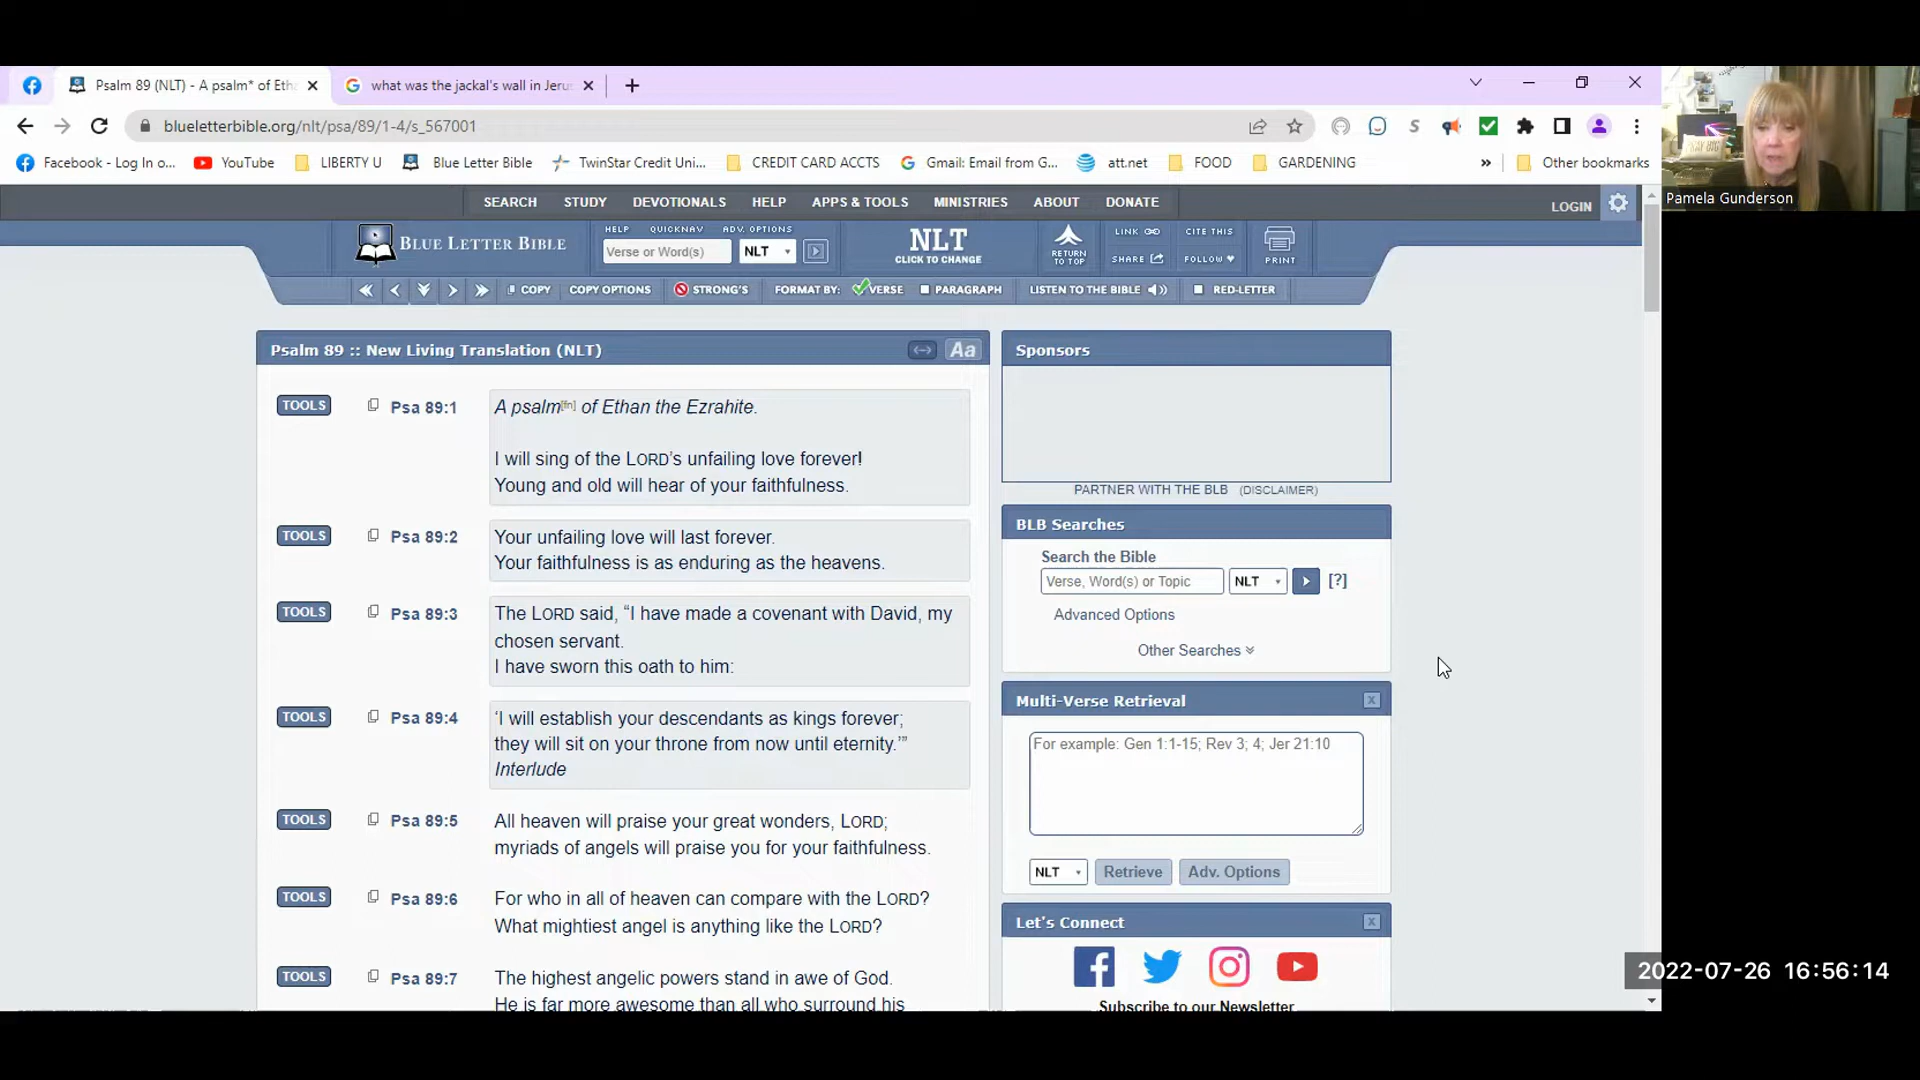 Psalm 89 (NLT) - A psalm* of Etha
what was the jackal's wall in Jeru
blueletterbible.org/nlt/psa/89/1-4/s_567001
Facebook - Log In o...
YouTube
LIBERTY U
Blue Letter Bible
TwinStar Credit Uni...
CREDIT CARD ACCTS
Gmail: Email from G...
att.net
FOOD
GARDENING
»
Other bookmarks
Pamela Gunderson
SEARCH STUDY DEVOTIONALS HELP APPS & TOOLS MINISTRIES ABOUT DONATE
LOGIN
BLUE LETTER BIBLE
HELP QUICKNAV ADV. OPTIONS
Verse or Word(s) NLT
NLT
CLICK TO CHANGE
RETURN
TO TOP
LINK CITE THIS
SHARE FOLLOW
PRINT
COPY COPY OPTIONS STRONG'S FORMAT BY: VERSE PARAGRAPH LISTEN TO THE BIBLE RED-LETTER
Psalm 89 :: New Living Translation (NLT)
Aa
TOOLS Psa 89:1 A psalm[fn] of Ethan the Ezrahite.
I will sing of the LORD's unfailing love forever!
Young and old will hear of your faithfulness.
TOOLS Psa 89:2 Your unfailing love will last forever.
Your faithfulness is as enduring as the heavens.
TOOLS Psa 89:3 The LORD said, “I have made a covenant with David, my
chosen servant.
I have sworn this oath to him:
TOOLS Psa 89:4 ‘I will establish your descendants as kings forever;
they will sit on your throne from now until eternity.’”
Interlude
TOOLS Psa 89:5 All heaven will praise your great wonders, LORD;
myriads of angels will praise you for your faithfulness.
TOOLS Psa 89:6 For who in all of heaven can compare with the LORD?
What mightiest angel is anything like the LORD?
TOOLS Psa 89:7 The highest angelic powers stand in awe of God.
He is far more awesome than all who surround his
Sponsors
PARTNER WITH THE BLB (DISCLAIMER)
BLB Searches
Search the Bible
Verse, Word(s) or Topic NLT [?]
Advanced Options
Other Searches
Multi-Verse Retrieval
For example: Gen 1:1-15; Rev 3; 4; Jer 21:10
NLT Retrieve Adv. Options
Let's Connect
Subscribe to our Newsletter
2022-07-26 16:56:14